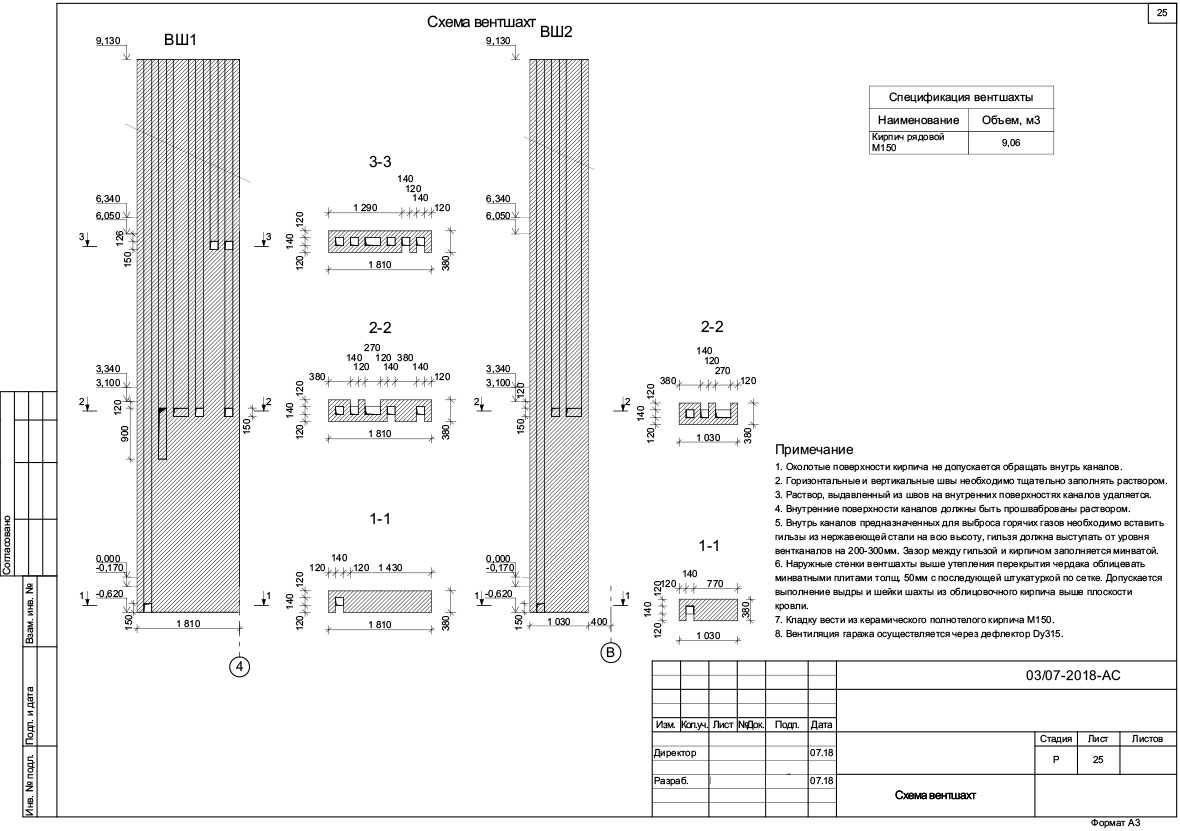 25
Схема вентшахт
ВШ1
9,130
6,340
6,050
126
150
3
3
3,340
3,100
120
900
2
2
150
0,000
-0,170
-0,620
1
1
150
1 810
4
3-3
140
120
140
1 290
120
120
140
120
380
1 810
2-2
270
140
120
380
380
120
140
140
120
120
140
120
380
1 810
1-1
140
120
120
1 430
120
140
120
380
1 810
ВШ2
9,130
6,340
6,050
3,340
3,100
120
150
2
2
0,000
-0,170
-0,620
1
1
150
1 030
400
В
2-2
140
120
380
270
120
120
140
120
380
1 030
1-1
140
120
770
120
140
120
380
1 030
Спецификация вентшахты
Наименование
Объем, м3
Кирпич рядовой
М150
9,06
Примечание
1. Околотые поверхности кирпича не допускается обращать внутрь каналов.
2. Горизонтальные и вертикальные швы необходимо тщательно заполнять раствором.
3. Раствор, выдавленный из швов на внутренних поверхностях каналов удаляется.
4. Внутренние поверхности каналов должны быть прошваброваны раствором.
5. Внутрь каналов предназначенных для выброса горячих газов необходимо вставить
гильзы из нержавеющей стали на всю высоту, гильзя должна выступать от уровня
вентканалов на 200-300мм. Зазор между гильзой и кирпичом заполняется минватой.
6. Наружные стенки вентшахты выше утепления перекрытия чердака облицевать
минватными плитами толщ. 50мм с последующей штукатуркой по сетке. Допускается
выполнение выдры и шейки шахты из облицовочного кирпича выше плоскости
кровли.
7. Кладку вести из керамического полнотелого кирпича М150.
8. Вентиляция гаража осуществляется через дефлектор Dy315.
Согласовано
Взам. инв. №
Подп. и дата
Инв. № подл.
03/07-2018-АС
Изм.
Кол.уч.
Лист
№Док.
Подп.
Дата
Директор
07.18
Разраб.
07.18
Стадия
Лист
Листов
Р
25
Схема вентшахт
Формат А3